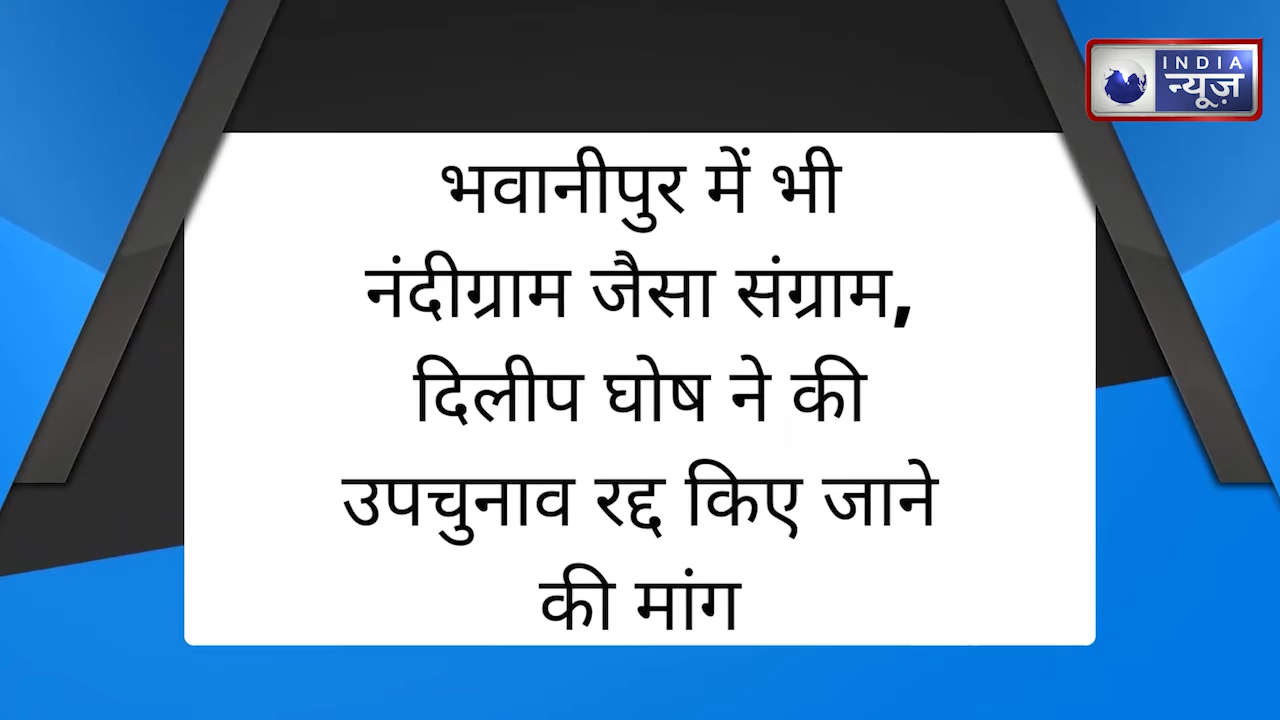 INDIA
न्यूज़
भवानीपुर में भी
नंदीग्राम जैसा संग्राम,
दिलीप घोष ने की
उपचुनाव रद्द किए जाने
की मांग